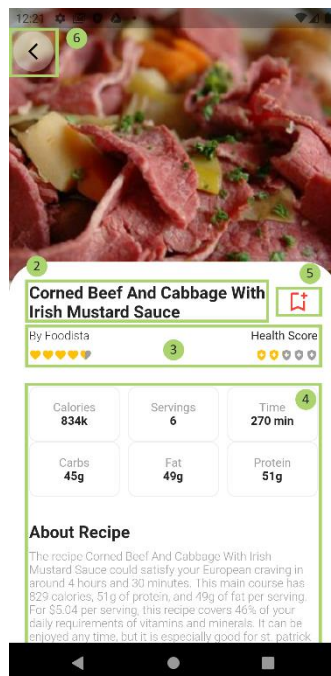 12:21
6
2
5
Corned Beef And Cabbage With
Irish Mustard Sauce
By Foodista
Health Score
3
4
Calories
834k
Servings
6
Time
270 min
Carbs
45g
Fat
49g
Protein
51g
About Recipe
The recipe Corned Beef And Cabbage With Irish
Mustard Sauce could satisfy your European craving in
around 4 hours and 30 minutes. This main course has
829 calories, 51g of protein, and 49g of fat per serving.
For $5.04 per serving, this recipe covers 46% of your
daily requirements of vitamins and minerals. It can be
enjoyed any time, but it is especially good for st. patrick